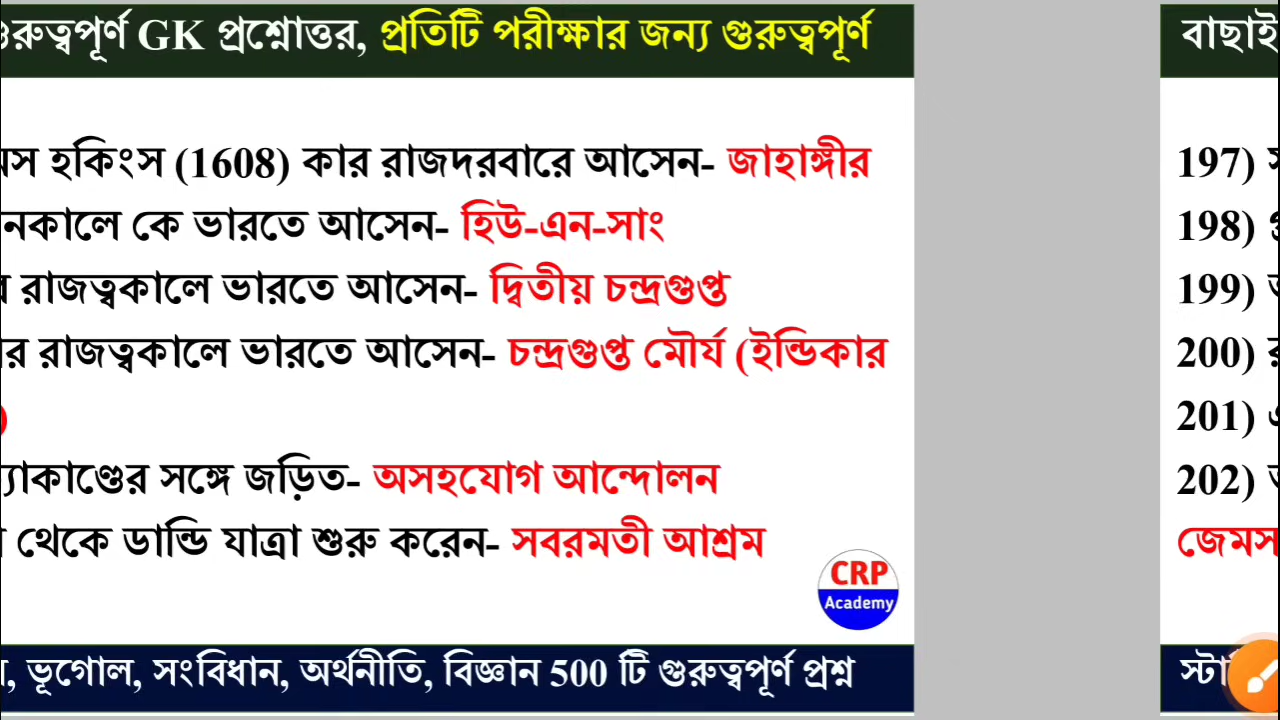 গুরুত্বপূর্ণ GK প্রশ্নোত্তর, প্রতিটি পরীক্ষার জন্য গুরুত্বপূর্ণ
হকিংস (1608) কার রাজদরবারে আসেন- জাহাঙ্গীর
কে ভারতে আসেন- হিউ-এন-সাং
রাজত্বকালে ভারতে আসেন- দ্বিতীয় চন্দ্রগুপ্ত
রাজত্বকালে ভারতে আসেন- চন্দ্রগুপ্ত মৌর্য (ইন্ডিকার
)
সঙ্গে জড়িত- অসহযোগ আন্দোলন
থেকে ডান্ডি যাত্রা শুরু করেন- সবরমতী আশ্রম
CRP
Academy
ভূগোল, সংবিধান, অর্থনীতি, বিজ্ঞান 500 টি গুরুত্বপূর্ণ প্রশ্ন
বাছাই
197)
198)
199)
200)
201)
202)
জেমস